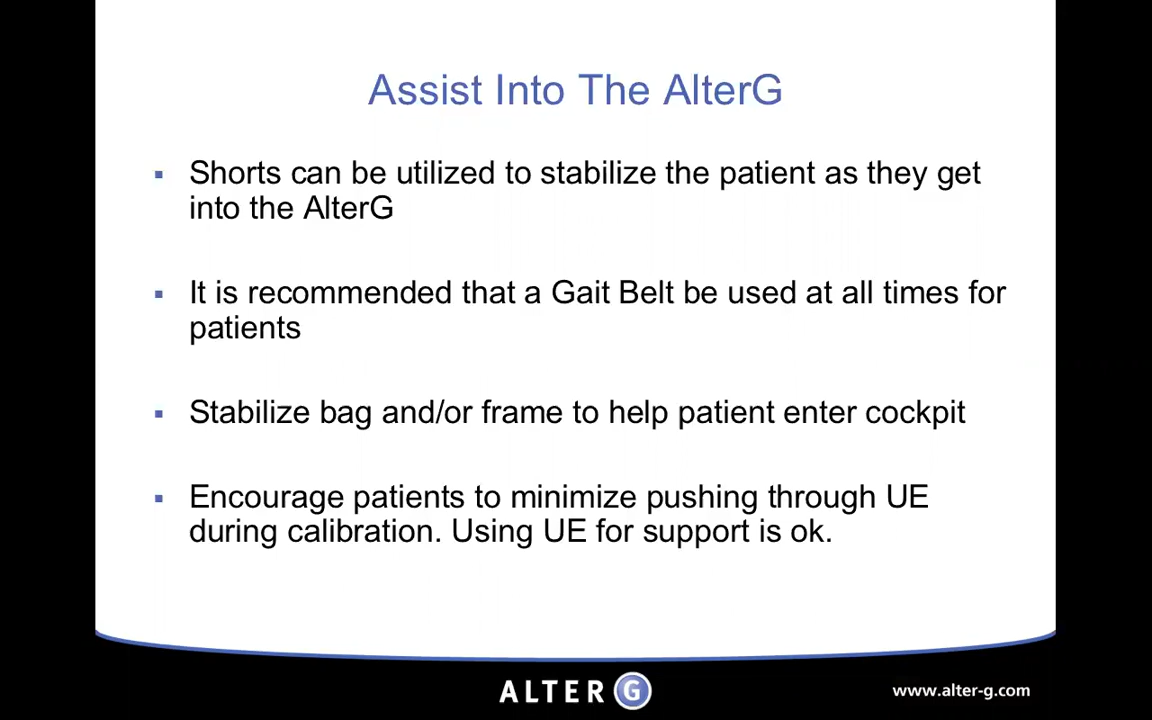 Assist Into The AlterG
▪ Shorts can be utilized to stabilize the patient as they get
into the AlterG
▪ It is recommended that a Gait Belt be used at all times for
patients
▪ Stabilize bag and/or frame to help patient enter cockpit
▪ Encourage patients to minimize pushing through UE
during calibration. Using UE for support is ok.
ALTER G
www.alter-g.com